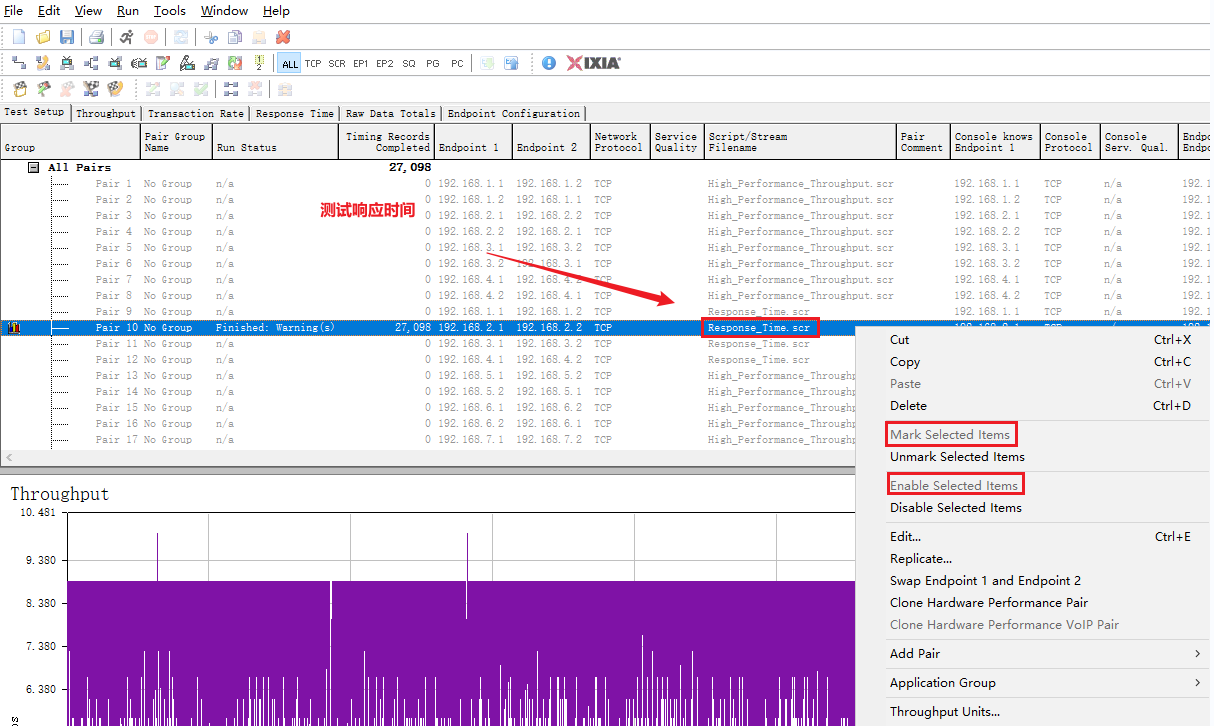 File Edit View Run Tools Window Help
ALL TCP SCR EP1 EP2 SQ PG PC XIXIA
Test Setup Throughput Transaction Rate Response Time Raw Data Totals Endpoint Configuration
Group Pair Group Name Run Status Timing Records Completed Endpoint 1 Endpoint 2 Network Protocol Service Quality Script/Stream Filename Pair Comment Console knows Endpoint 1 Console Protocol Console Serv. Qual. Endpo Endpo
All Pairs 27,098
Pair 1 No Group n/a 0 192.168.1.1 192.168.1.2 TCP High_Performance_Throughput.scr 192.168.1.1 TCP n/a 192.1
Pair 2 No Group n/a 0 192.168.1.2 192.168.1.1 TCP High_Performance_Throughput.scr 192.168.1.2 TCP n/a 192.1
测试响应时间
Pair 3 No Group n/a 0 192.168.2.1 192.168.2.2 TCP High_Performance_Throughput.scr 192.168.2.1 TCP n/a 192.1
Pair 4 No Group n/a 0 192.168.2.2 192.168.2.1 TCP High_Performance_Throughput.scr 192.168.2.2 TCP n/a 192.1
Pair 5 No Group n/a 0 192.168.3.1 192.168.3.2 TCP High_Performance_Throughput.scr 192.168.3.1 TCP n/a 192.1
Pair 6 No Group n/a 0 192.168.3.2 192.168.3.1 TCP High_Performance_Throughput.scr 192.168.3.2 TCP n/a 192.1
Pair 7 No Group n/a 0 192.168.4.1 192.168.4.2 TCP High_Performance_Throughput.scr 192.168.4.1 TCP n/a 192.1
Pair 8 No Group n/a 0 192.168.4.2 192.168.4.1 TCP High_Performance_Throughput.scr 192.168.4.2 TCP n/a 192.1
Pair 9 No Group n/a 0 192.168.1.1 192.168.1.2 TCP Response_Time.scr 192.168.1.1 TCP n/a 192.1
Pair 10 No Group Finished: Warning(s) 27,098 192.168.2.1 192.168.2.2 TCP Response_Time.scr
Pair 11 No Group n/a 0 192.168.3.1 192.168.3.2 TCP Response_Time.scr
Pair 12 No Group n/a 0 192.168.4.1 192.168.4.2 TCP Response_Time.scr
Pair 13 No Group n/a 0 192.168.5.1 192.168.5.2 TCP High_Performance_Throughp
Pair 14 No Group n/a 0 192.168.5.2 192.168.5.1 TCP High_Performance_Throughp
Pair 15 No Group n/a 0 192.168.6.1 192.168.6.2 TCP High_Performance_Throughp
Pair 16 No Group n/a 0 192.168.6.2 192.168.6.1 TCP High_Performance_Throughp
Pair 17 No Group n/a 0 192.168.7.1 192.168.7.2 TCP High_Performance_Throughp
Cut Ctrl+X
Copy Ctrl+C
Paste Ctrl+V
Delete Ctrl+D
Mark Selected Items
Unmark Selected Items
Enable Selected Items
Disable Selected Items
Edit... Ctrl+E
Replicate...
Swap Endpoint 1 and Endpoint 2
Clone Hardware Performance Pair
Clone Hardware Performance VoIP Pair
Add Pair
Application Group
Throughput Units...
Throughput
10.481
9.380
8.380
7.380
6.380